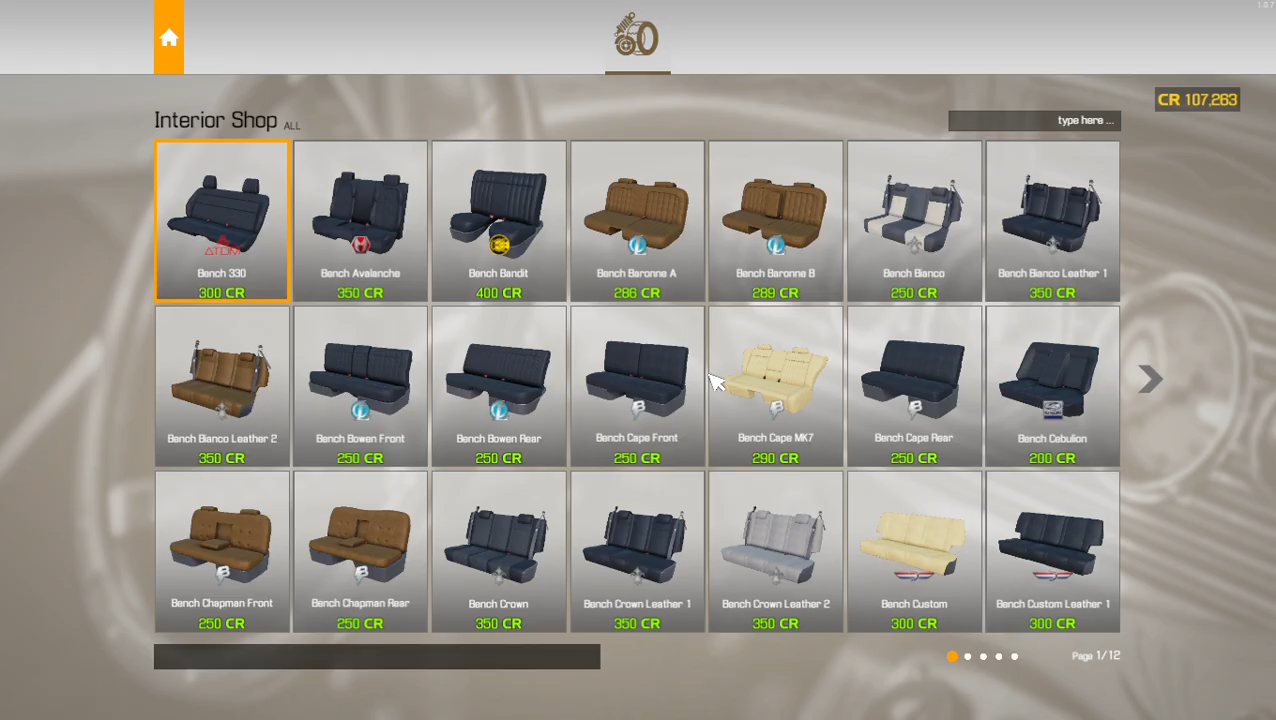 1.0.7
CR 107,263
Interior Shop ALL
type here ...
ATOM
Bench 330
300 CR
Bench Avalanche
350 CR
Bench Bandit
400 CR
Bench Baronne A
286 CR
Bench Baronne B
289 CR
Bench Bianco
250 CR
Bench Bianco Leather 1
350 CR
Bench Bianco Leather 2
350 CR
Bench Bowen Front
250 CR
Bench Bowen Rear
250 CR
Bench Cape Front
250 CR
Bench Cape MK7
290 CR
Bench Cape Rear
250 CR
Bench Cebulion
200 CR
Bench Chapman Front
250 CR
Bench Chapman Rear
250 CR
Bench Crown
350 CR
Bench Crown Leather 1
350 CR
Bench Crown Leather 2
350 CR
Bench Custom
300 CR
Bench Custom Leather 1
300 CR
Page 1/12